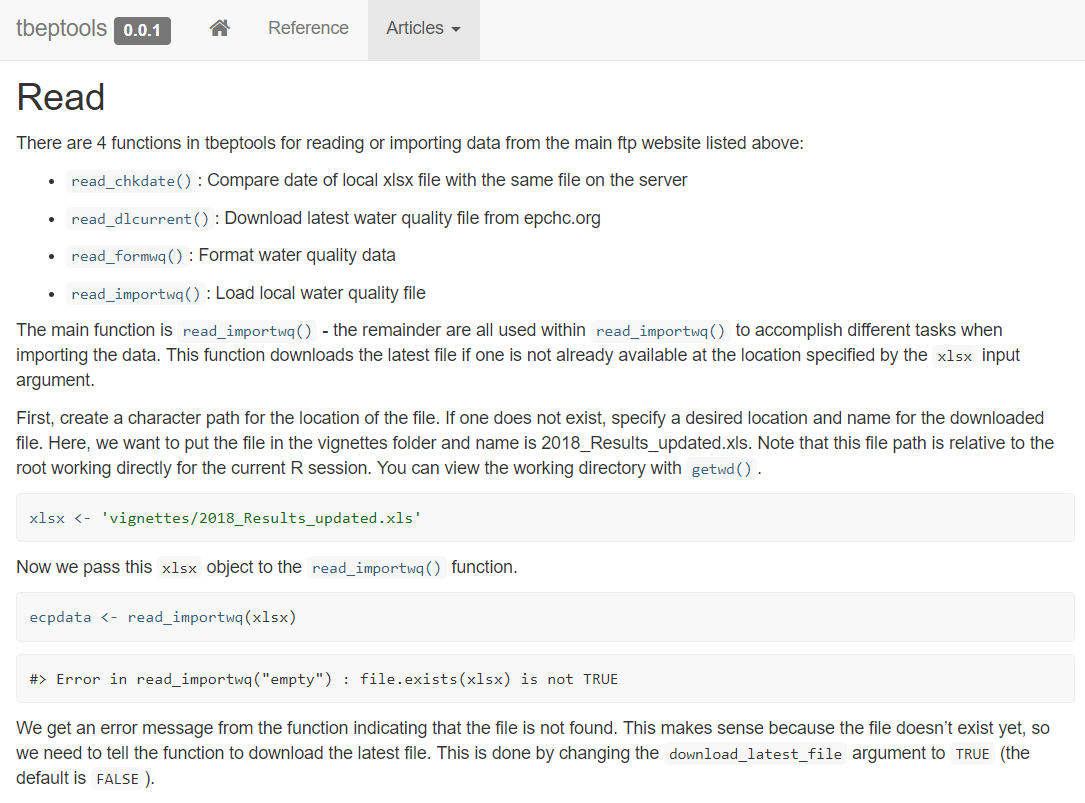 tbeptools 0.0.1 Reference Articles
Read
There are 4 functions in tbeptools for reading or importing data from the main ftp website listed above:
• read_chkdate() : Compare date of local xlsx file with the same file on the server
• read_dlcurrent() : Download latest water quality file from epchc.org
• read_formwq() : Format water quality data
• read_importwq() : Load local water quality file
The main function is read_importwq() - the remainder are all used within read_importwq() to accomplish different tasks when
importing the data. This function downloads the latest file if one is not already available at the location specified by the xlsx input
argument.
First, create a character path for the location of the file. If one does not exist, specify a desired location and name for the downloaded
file. Here, we want to put the file in the vignettes folder and name is 2018_Results_updated.xls. Note that this file path is relative to the
root working directly for the current R session. You can view the working directory with getwd() .
xlsx <- 'vignettes/2018_Results_updated.xls'
Now we pass this xlsx object to the read_importwq() function.
ecpdata <- read_importwq(xlsx)
#> Error in read_importwq("empty") : file.exists(xlsx) is not TRUE
We get an error message from the function indicating that the file is not found. This makes sense because the file doesn’t exist yet, so
we need to tell the function to download the latest file. This is done by changing the download_latest_file argument to TRUE (the
default is FALSE ).